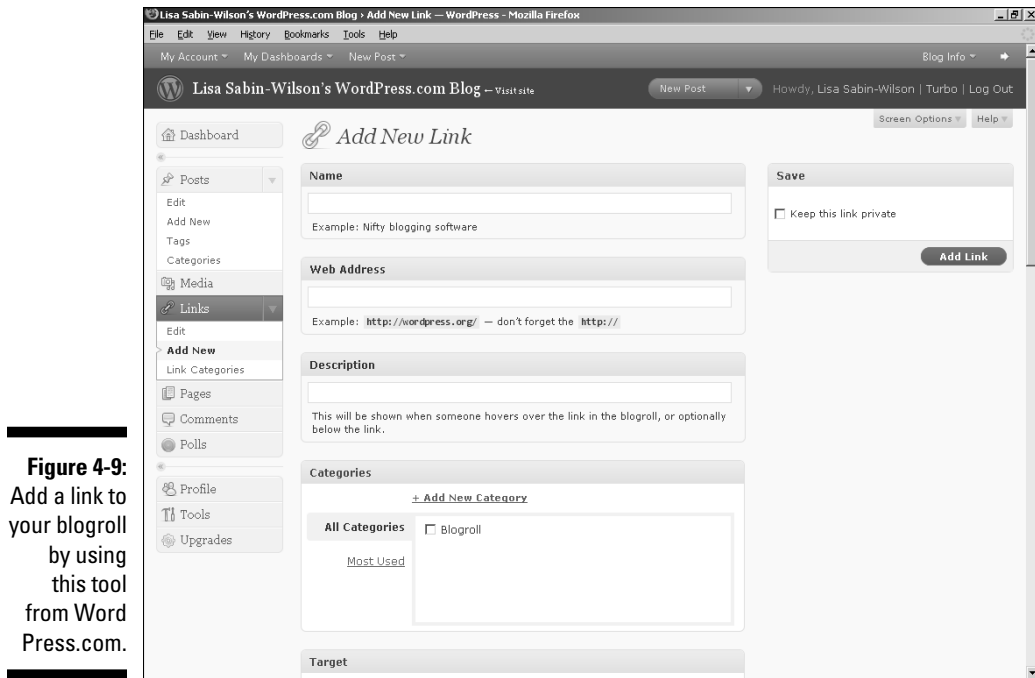 Lisa Sabin-Wilson's WordPress.com Blog › Add New Link — WordPress - Mozilla Firefox
File Edit View History Bookmarks Tools Help
My Account My Dashboards New Post Blog Info
Lisa Sabin-Wilson's WordPress.com Blog – Visit site New Post Howdy, Lisa Sabin-Wilson | Turbo | Log Out
Screen Options Help
Dashboard
Posts
Edit
Add New
Tags
Categories
Media
Links
Edit
Add New
Link Categories
Pages
Comments
Polls
Profile
Tools
Upgrades
Add New Link
Name
Example: Nifty blogging software
Web Address
Example: http://wordpress.org/ — don't forget the http://
Description
This will be shown when someone hovers over the link in the blogroll, or optionally
below the link.
Categories
+ Add New Category
All Categories
Blogroll
Most Used
Target
Save
Keep this link private
Add Link
Figure 4-9:
Add a link to
your blogroll
by using
this tool
from Word
Press.com.